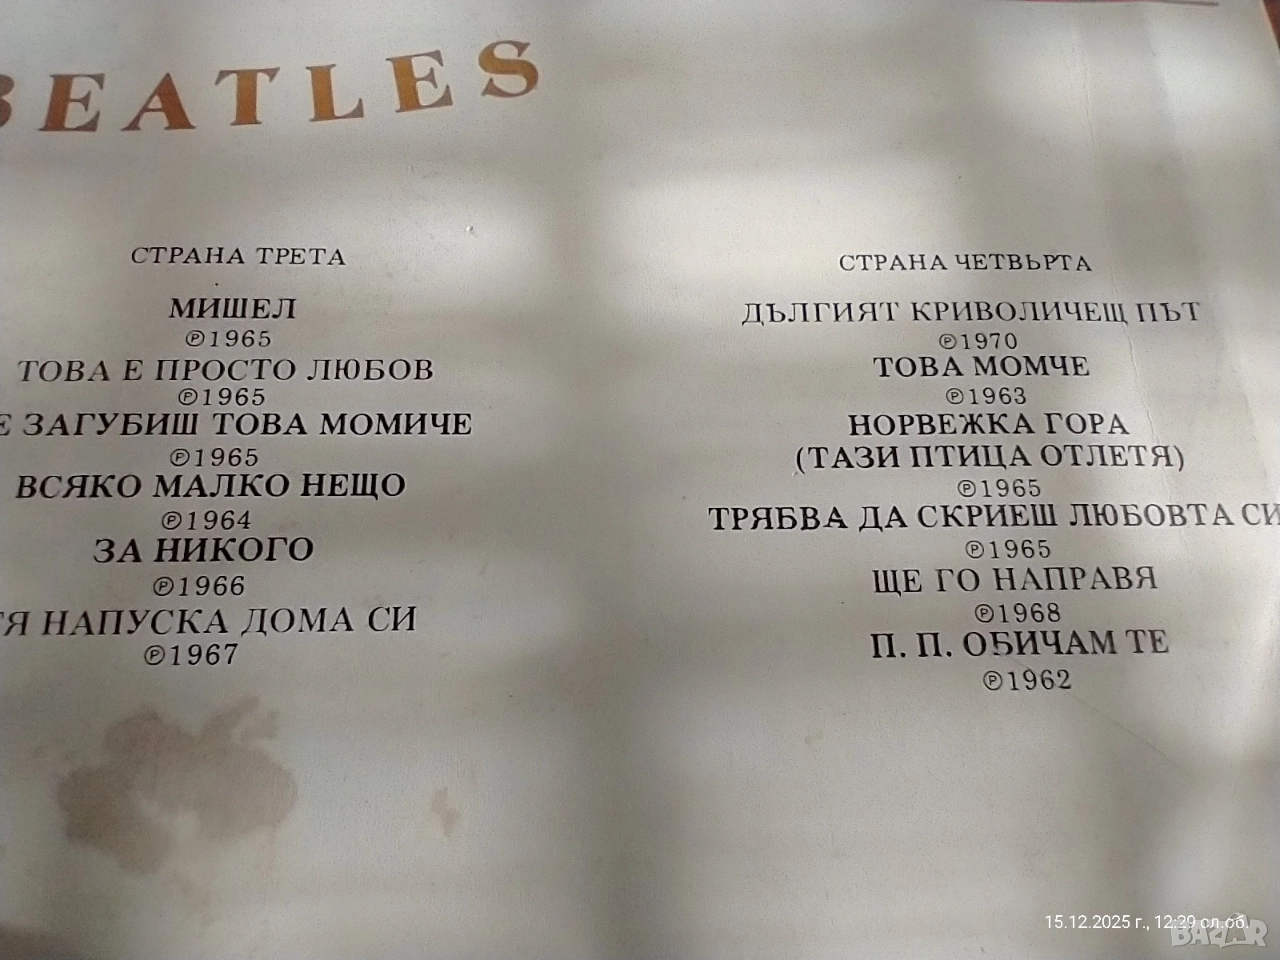 BEATLES
СТРАНА ТРЕТА
МИШЕЛ
℗1965
ТОВА Е ПРОСТО ЛЮБОВ
℗1965
ЗАГУБИШ ТОВА МОМИЧЕ
℗1965
ВСЯКО МАЛКО НЕЩО
℗1964
ЗА НИКОГО
℗1966
ТЯ НАПУСКА ДОМА СИ
℗1967
СТРАНА ЧЕТВЪРТА
ДЪЛГИЯТ КРИВОЛИЧЕЩ ПЪТ
℗1970
ТОВА МОМЧЕ
℗1963
НОРВЕЖКА ГОРА
(ТАЗИ ПТИЦА ОТЛЕТЯ)
℗1965
ТРЯБВА ДА СКРИЕШ ЛЮБОВТА СИ
℗1965
ЩЕ ГО НАПРАВЯ
℗1968
П. П. ОБИЧАМ ТЕ
℗1962
15.12.2025 г., 12:29 сл.об.
BAZAR